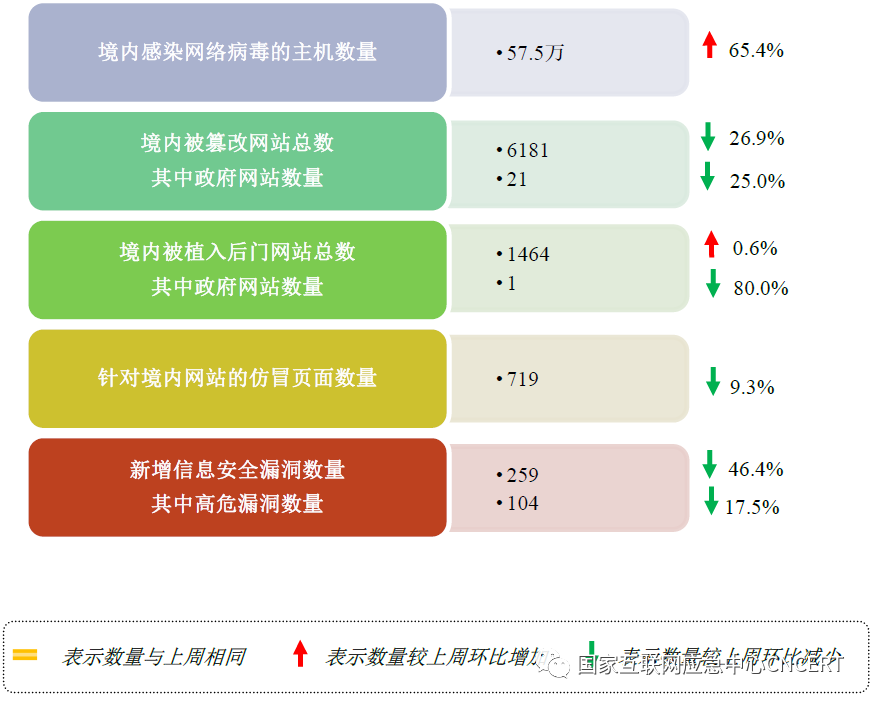 境内感染网络病毒的主机数量
•57.5万
65.4%
境内被篡改网站总数
其中政府网站数量
•6181
•21
26.9%
25.0%
境内被植入后门网站总数
其中政府网站数量
•1464
•1
0.6%
80.0%
针对境内网站的仿冒页面数量
•719
9.3%
新增信息安全漏洞数量
其中高危漏洞数量
•259
•104
46.4%
17.5%
表示数量与上周相同
表示数量较上周环比增加
表示数量较上周环比减少
国家互联网应急中心CNCERT